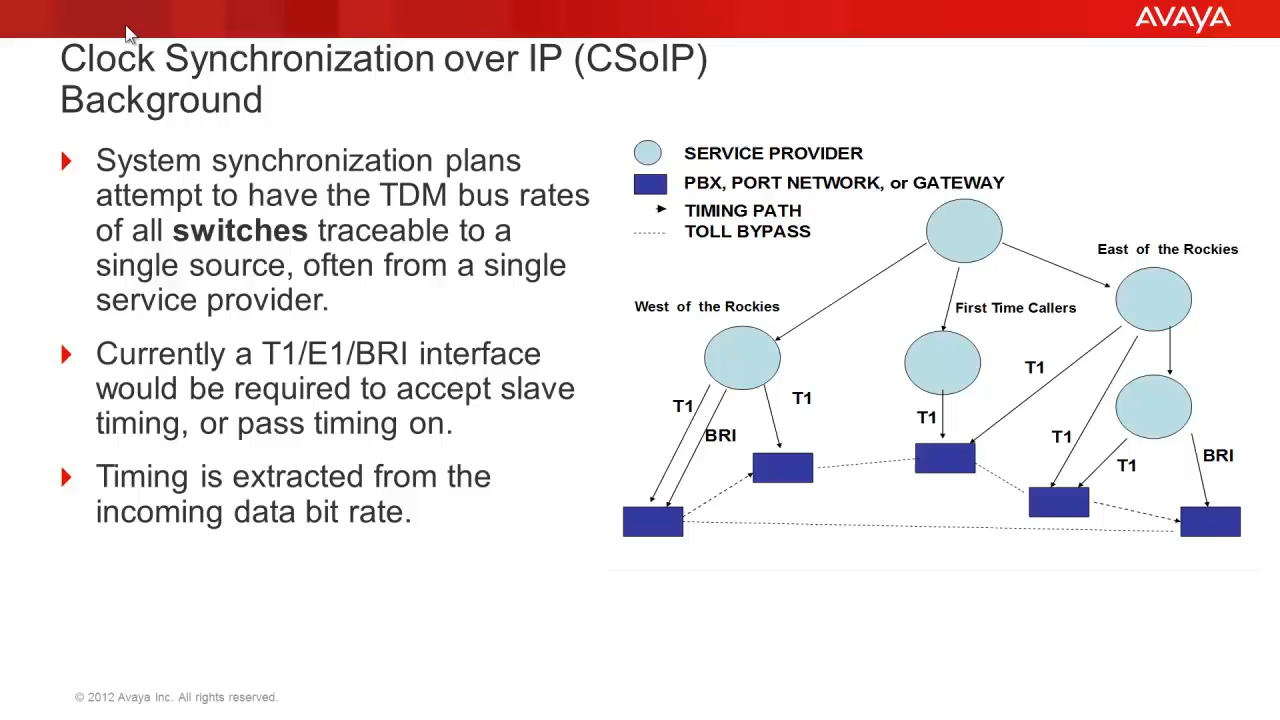 AVAYA
Clock Synchronization over IP (CSoIP)
Background
System synchronization plans
attempt to have the TDM bus rates
of all switches traceable to a
single source, often from a single
service provider.
Currently a T1/E1/BRI interface
would be required to accept slave
timing, or pass timing on.
Timing is extracted from the
incoming data bit rate.
SERVICE PROVIDER
PBX, PORT NETWORK, or GATEWAY
TIMING PATH
TOLL BYPASS
East of the Rockies
West of the Rockies
First Time Callers
T1
T1
T1
BRI
T1
T1
T1
BRI
© 2012 Avaya Inc. All rights reserved.